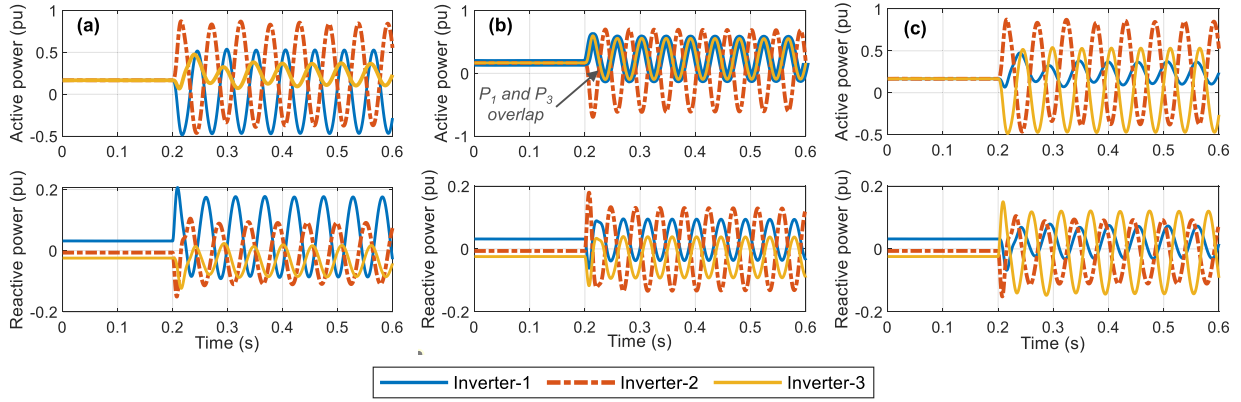 Active power (pu)
1
0.5
0
-0.5
(a)
0 0.1 0.2 0.3 0.4 0.5 0.6
Reactive power (pu)
0.2
0
-0.2
0 0.1 0.2 0.3 0.4 0.5 0.6
Time (s)
Active power (pu)
1
0
-1
(b)
P1 and P3
overlap
0 0.1 0.2 0.3 0.4 0.5 0.6
Reactive power (pu)
0.2
0
-0.2
0 0.1 0.2 0.3 0.4 0.5 0.6
Time (s)
Active power (pu)
1
0.5
0
-0.5
(c)
0 0.1 0.2 0.3 0.4 0.5 0.6
Reactive power (pu)
0.2
0
-0.2
0 0.1 0.2 0.3 0.4 0.5 0.6
Time (s)
Inverter-1 Inverter-2 Inverter-3